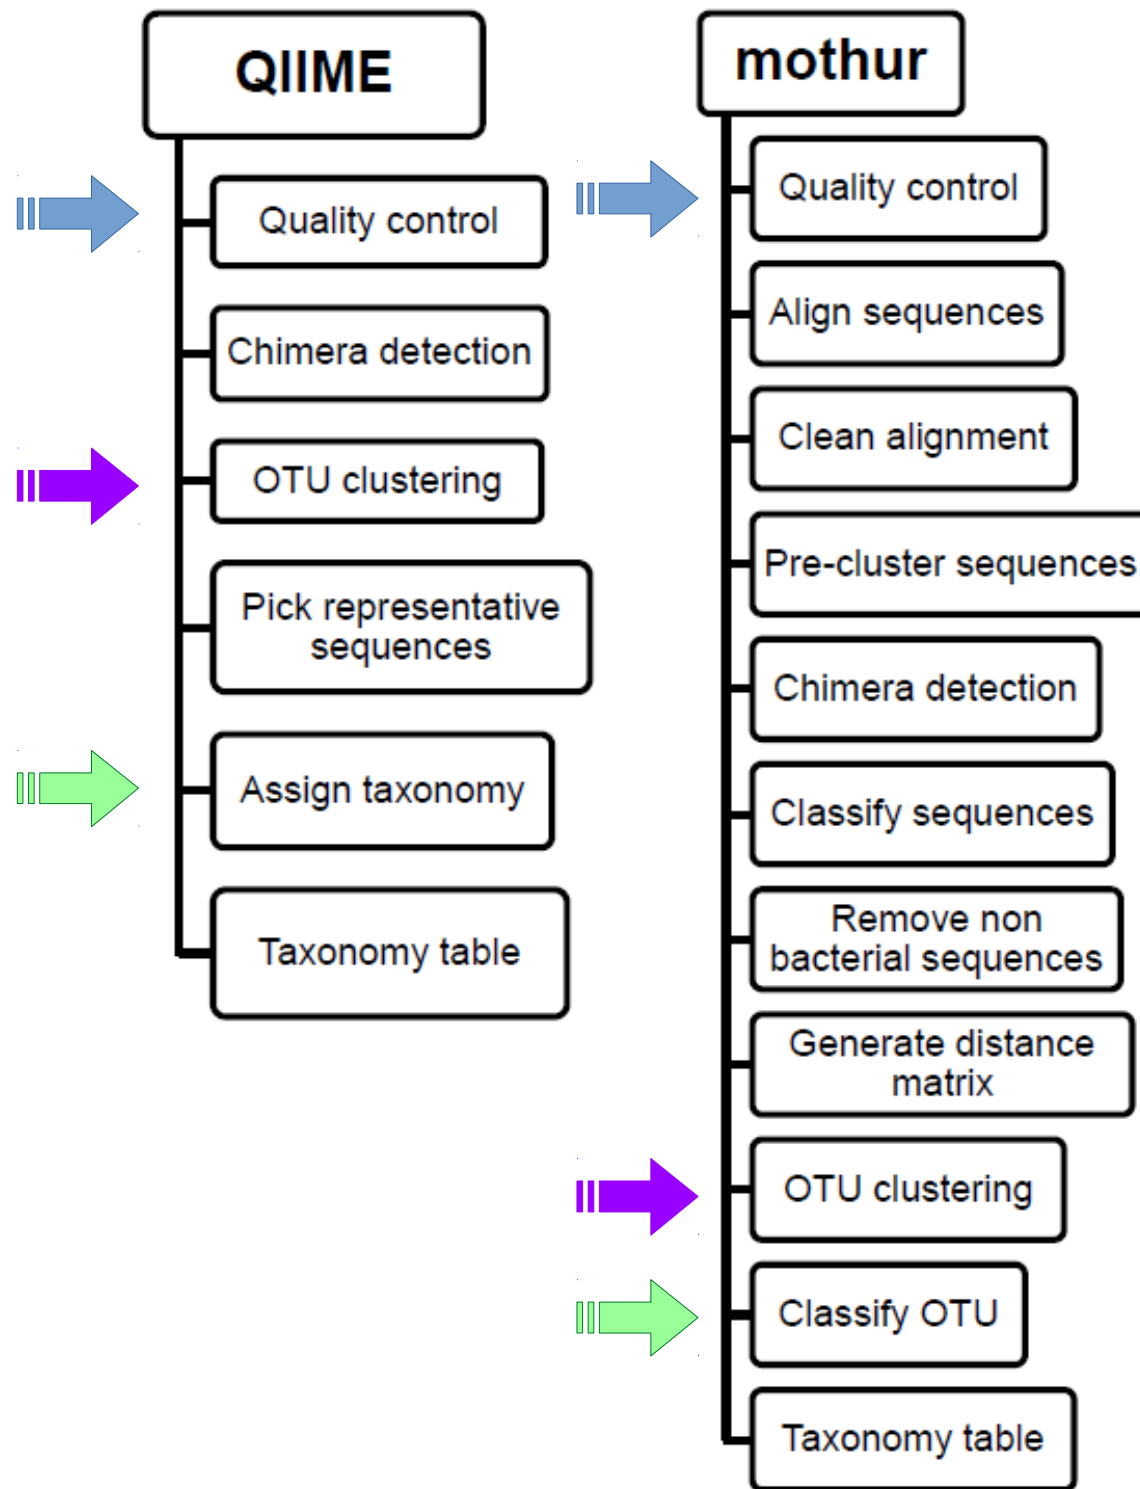 QIIME
Quality control
Chimera detection
OTU clustering
Pick representative
sequences
Assign taxonomy
Taxonomy table
mothur
Quality control
Align sequences
Clean alignment
Pre-cluster sequences
Chimera detection
Classify sequences
Remove non
bacterial sequences
Generate distance
matrix
OTU clustering
Classify OTU
Taxonomy table